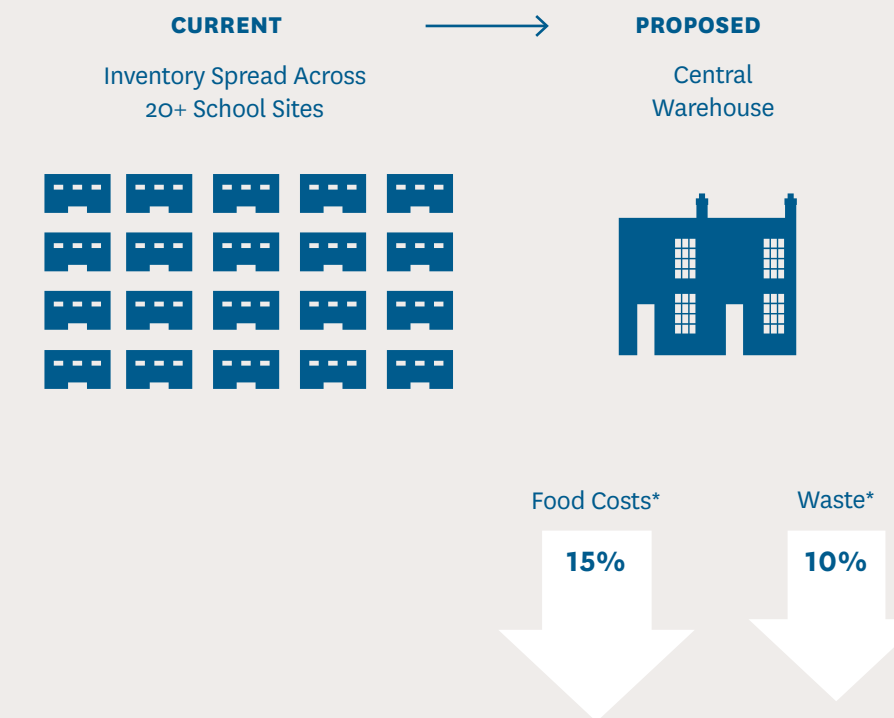 CURRENT
PROPOSED
Inventory Spread Across
20+ School Sites
Central
Warehouse
Food Costs*
Waste*
15%
10%